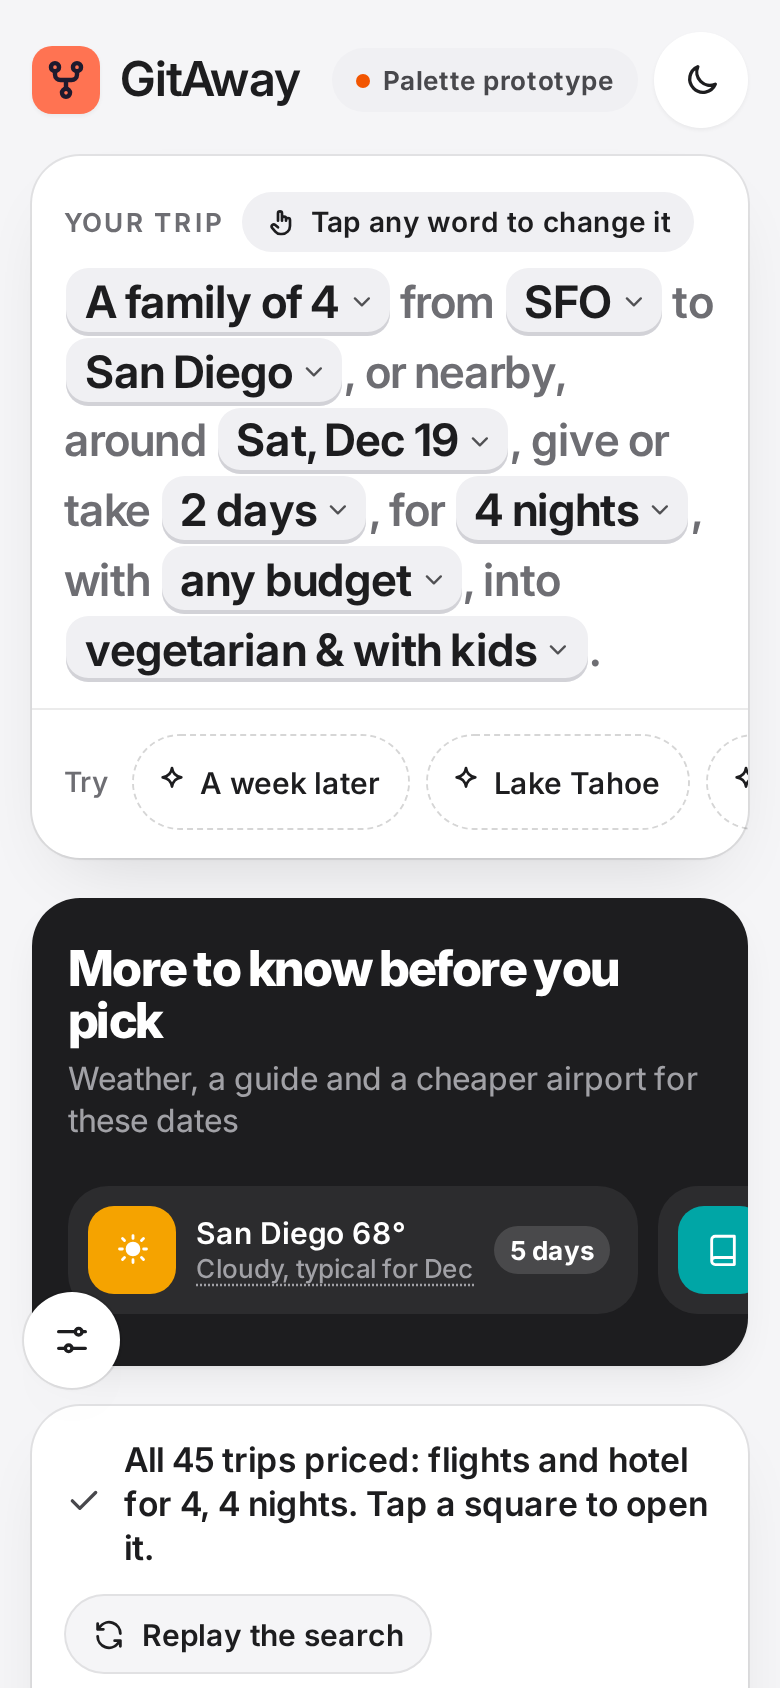 GitAway
Palette prototype
YOUR TRIP
Tap any word to change it
A family of 4 from SFO to
San Diego, or nearby,
around Sat, Dec 19, give or
take 2 days, for 4 nights,
with any budget, into
vegetarian & with kids.
Try
A week later
Lake Tahoe
More to know before you
pick
Weather, a guide and a cheaper airport for
these dates
San Diego 68°
Cloudy, typical for Dec
5 days
All 45 trips priced: flights and hotel
for 4, 4 nights. Tap a square to open
it.
Replay the search